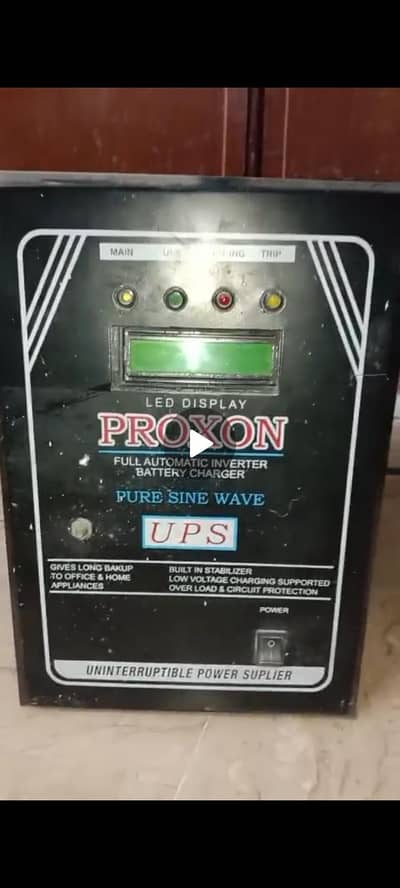 MAIN TRIP
LED DISPLAY
PROXON
FULL AUTOMATIC INVERTER
BATTERY CHARGER
PURE SINE WAVE
UPS
GIVES LONG BAKUP
TO OFFICE & HOME
APPLIANCES
BUILT IN STABILIZER
LOW VOLTAGE CHARGING SUPPORTED
OVER LOAD & CIRCUIT PROTECTION
POWER
UNINTERRUPTIBLE POWER SUPLIER